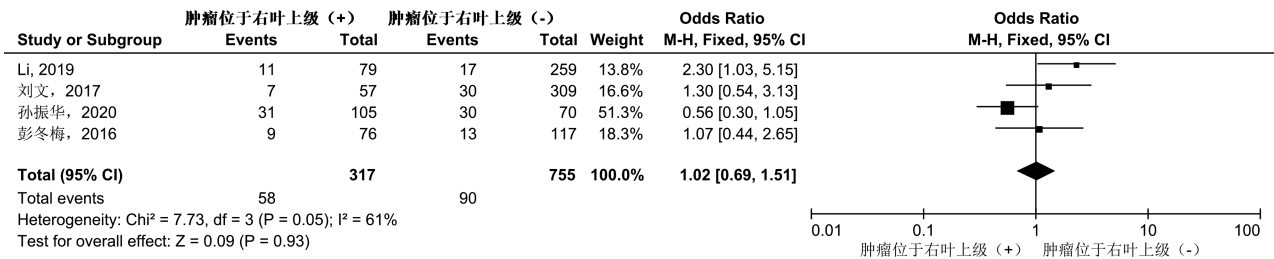 肿瘤位于右叶上级（+） 肿瘤位于右叶上级（-） Odds Ratio Odds Ratio
Study or Subgroup Events Total Events Total Weight M-H, Fixed, 95% CI M-H, Fixed, 95% CI
Li, 2019 11 79 17 259 13.8% 2.30 [1.03, 5.15]
刘文，2017 7 57 30 309 16.6% 1.30 [0.54, 3.13]
孙振华，2020 31 105 30 70 51.3% 0.56 [0.30, 1.05]
彭冬梅，2016 9 76 13 117 18.3% 1.07 [0.44, 2.65]
Total (95% CI) 317 755 100.0% 1.02 [0.69, 1.51]
Total events 58 90
Heterogeneity: Chi² = 7.73, df = 3 (P = 0.05); I² = 61%
Test for overall effect: Z = 0.09 (P = 0.93)
0.01 0.1 1 10 100
肿瘤位于右叶上级（+） 肿瘤位于右叶上级（-）